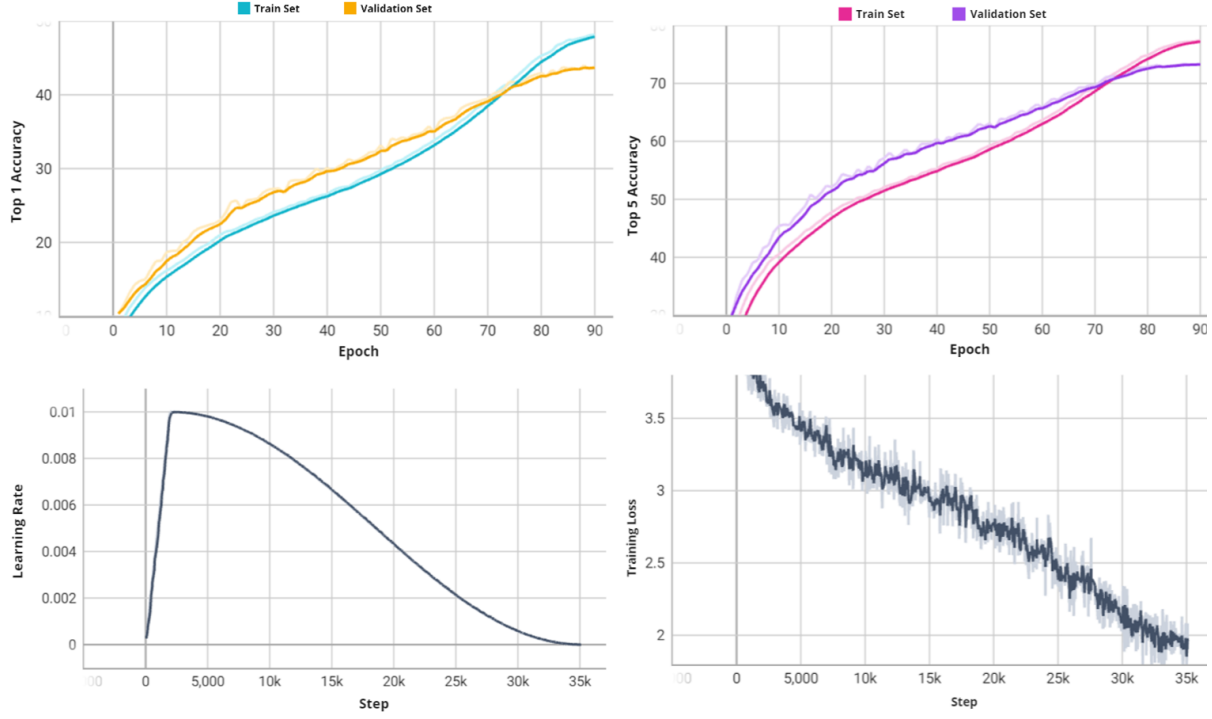 Train Set Validation Set
Top 1 Accuracy
40
30
20
10
0 0 10 20 30 40 50 60 70 80 90
Epoch
Train Set Validation Set
Top 5 Accuracy
70
60
50
40
30
0 0 10 20 30 40 50 60 70 80 90
Epoch
Learning Rate
0.01
0.008
0.006
0.004
0.002
0
0 5,000 10k 15k 20k 25k 30k 35k
Step
Training Loss
3.5
3
2.5
2
0 5,000 10k 15k 20k 25k 30k 35k
Step